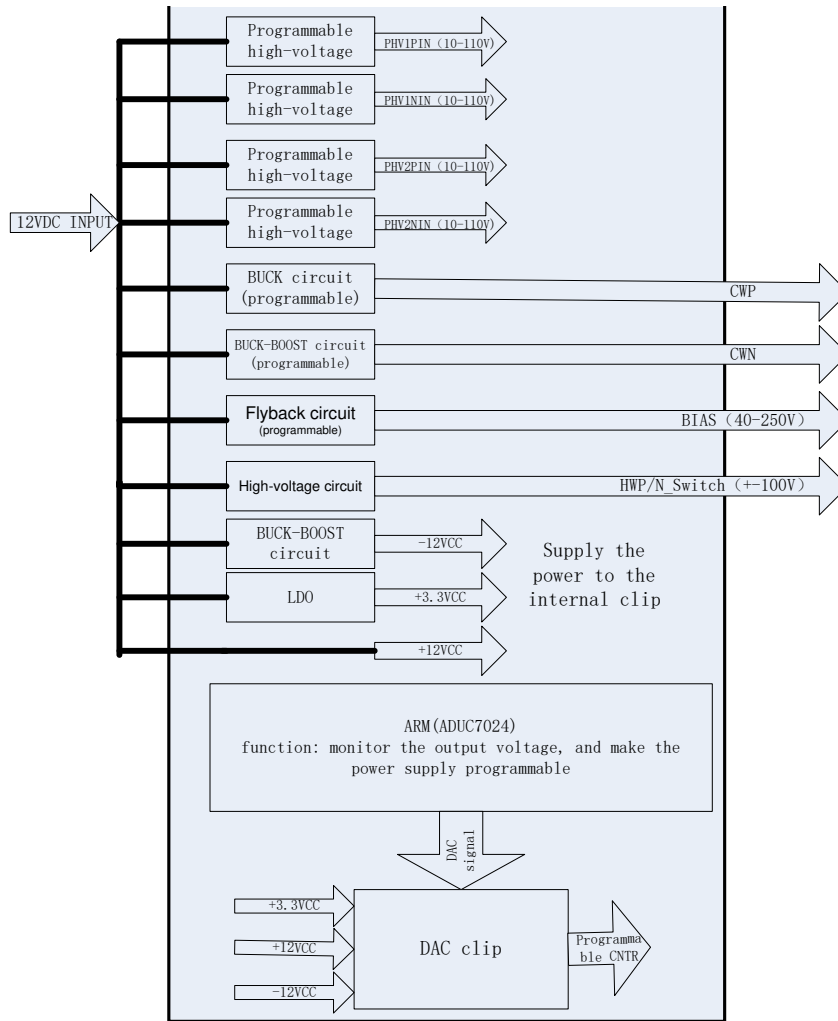 Programmable
high-voltage
PHV1PIN (10-110V)
Programmable
high-voltage
PHV1NIN (10-110V)
Programmable
high-voltage
PHV2PIN (10-110V)
12VDC INPUT
Programmable
high-voltage
PHV2NIN (10-110V)
BUCK circuit
(programmable)
CWP
BUCK-BOOST circuit
(programmable)
CWN
Flyback circuit
(programmable)
BIAS (40-250V)
High-voltage circuit
HWP/N_Switch (+-100V)
BUCK-BOOST
circuit
-12VCC
LDO
+3.3VCC
+12VCC
Supply the
power to the
internal clip
ARM(ADUC7024)
function: monitor the output voltage, and make the
power supply programmable
DAC
signal
+3.3VCC
+12VCC
-12VCC
DAC clip
Programma
ble CNTR